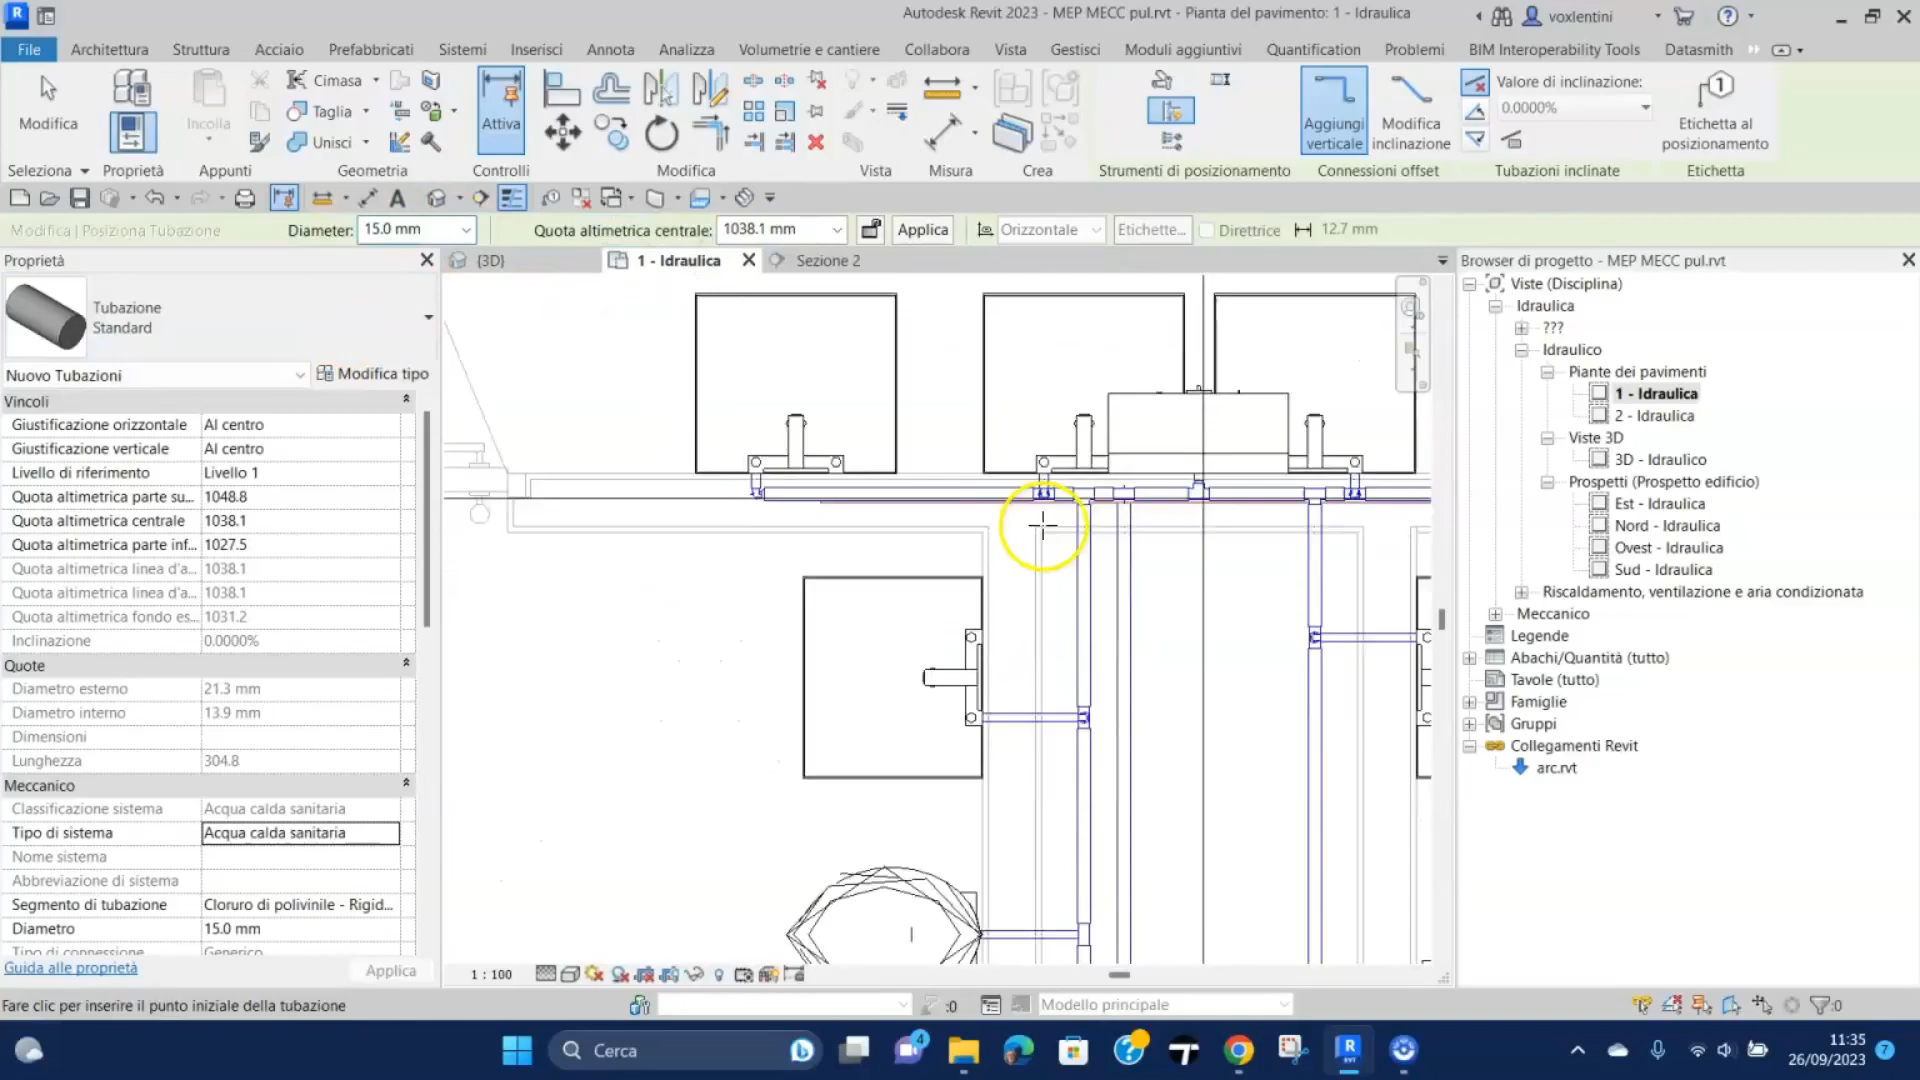 Autodesk Revit 2023 - MEP MECC pul.rvt - Pianta del pavimento: 1 - Idraulica
voxlentini
File Architettura Struttura Acciaio Prefabbricati Sistemi Inserisci Annota Analizza Volumetrie e cantiere Collabora Vista Gestisci Moduli aggiuntivi Quantification Problemi BIM Interoperability Tools Datasmith
Modifica
Incolla
Cimasa
Taglia
Unisci
Attiva
Aggiungi
verticale
Modifica
inclinazione
Valore di inclinazione:
0.0000%
Etichetta al
posizionamento
Seleziona Proprietà Appunti Geometria Controlli Modifica Vista Misura Crea Strumenti di posizionamento Connessioni offset Tubazioni inclinate Etichetta
Modifica | Posiziona Tubazione Diameter: 15.0 mm Quota altimetrica centrale: 1038.1 mm Applica Orizzontale Etichette... Direttrice 12.7 mm
Proprietà
{3D} 1 - Idraulica Sezione 2
Tubazione
Standard
Nuovo Tubazioni Modifica tipo
Vincoli
Giustificazione orizzontale Al centro
Giustificazione verticale Al centro
Livello di riferimento Livello 1
Quota altimetrica parte su... 1048.8
Quota altimetrica centrale 1038.1
Quota altimetrica parte inf... 1027.5
Quota altimetrica linea d'a... 1038.1
Quota altimetrica linea d'a... 1038.1
Quota altimetrica fondo es... 1031.2
Inclinazione 0.0000%
Quote
Diametro esterno 21.3 mm
Diametro interno 13.9 mm
Dimensioni
Lunghezza 304.8
Meccanico
Classificazione sistema Acqua calda sanitaria
Tipo di sistema Acqua calda sanitaria
Nome sistema
Abbreviazione di sistema
Segmento di tubazione Cloruro di polivinile - Rigid...
Diametro 15.0 mm
Tipo di connessione Generico
Guida alle proprietà Applica
1 : 100
Browser di progetto - MEP MECC pul.rvt
Viste (Disciplina)
Idraulica
???
Idraulico
Piante dei pavimenti
1 - Idraulica
2 - Idraulica
Viste 3D
3D - Idraulico
Prospetti (Prospetto edificio)
Est - Idraulica
Nord - Idraulica
Ovest - Idraulica
Sud - Idraulica
Riscaldamento, ventilazione e aria condizionata
Meccanico
Legende
Abachi/Quantità (tutto)
Tavole (tutto)
Famiglie
Gruppi
Collegamenti Revit
arc.rvt
Fare clic per inserire il punto iniziale della tubazione
:0
Modello principale
:0
Cerca
4
11:35
26/09/2023
7